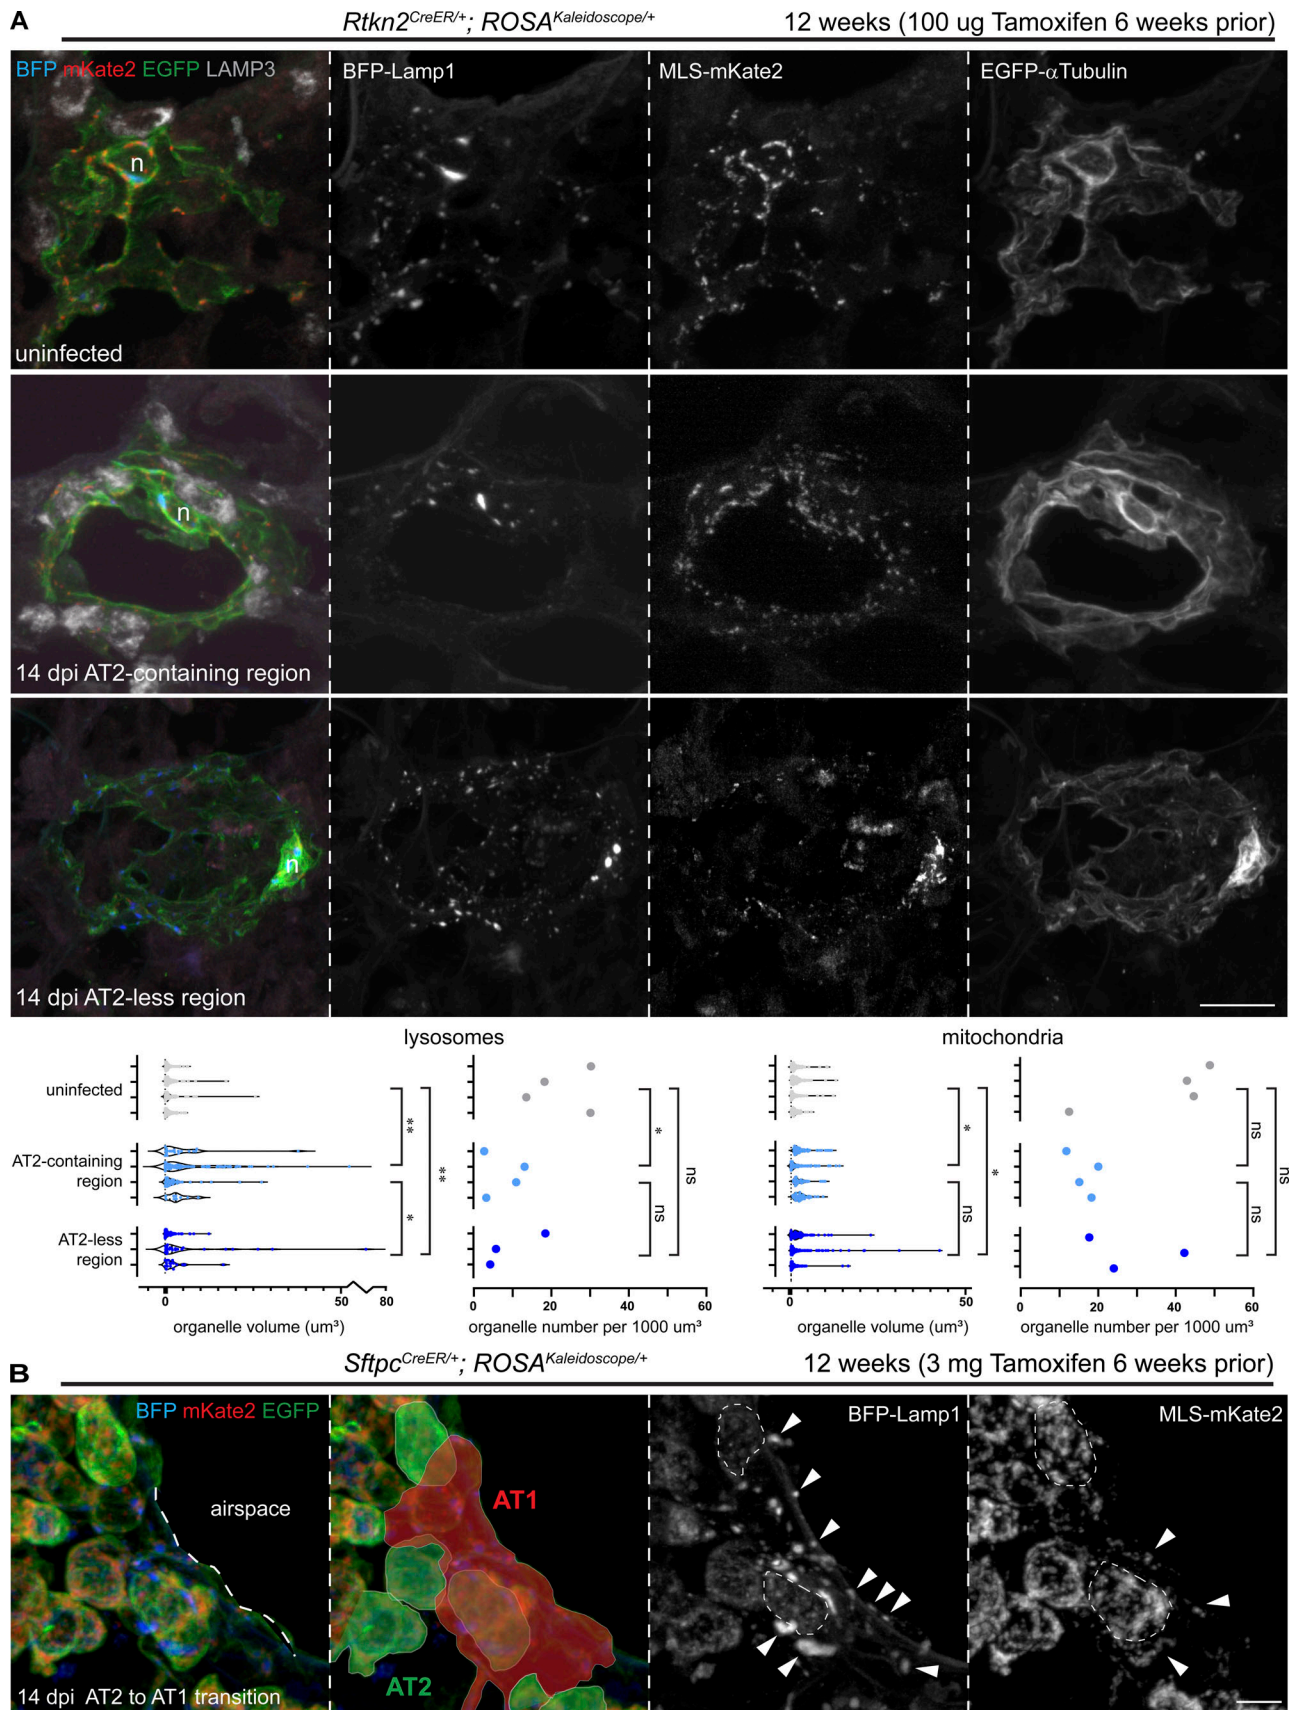 A
Rtkn2CreER/+; ROSAKaleidoscope/+ 12 weeks (100 ug Tamoxifen 6 weeks prior)
BFP mKate2 EGFP LAMP3 BFP-Lamp1 MLS-mKate2 EGFP-αTubulin
n
uninfected
n
14 dpi AT2-containing region
n
14 dpi AT2-less region
lysosomes mitochondria
uninfected
AT2-containing
region
AT2-less
region
** ** * * ns ns * * ns ns ns ns
0 50 80 0 20 40 60 0 50 0 20 40 60
organelle volume (um³) organelle number per 1000 um³ organelle volume (um³) organelle number per 1000 um³
B
SftpcCreER/+; ROSAKaleidoscope/+ 12 weeks (3 mg Tamoxifen 6 weeks prior)
BFP mKate2 EGFP BFP-Lamp1 MLS-mKate2
airspace
AT1
AT2
14 dpi AT2 to AT1 transition